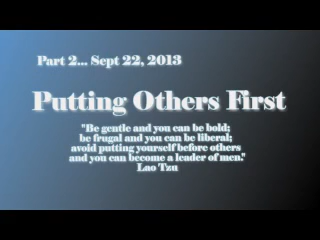 Part 2... Sept 22, 2013
Putting Others First
"Be gentle and you can be bold;
be frugal and you can be liberal;
avoid putting yourself before others
and you can become a leader of men."
Lao Tzu